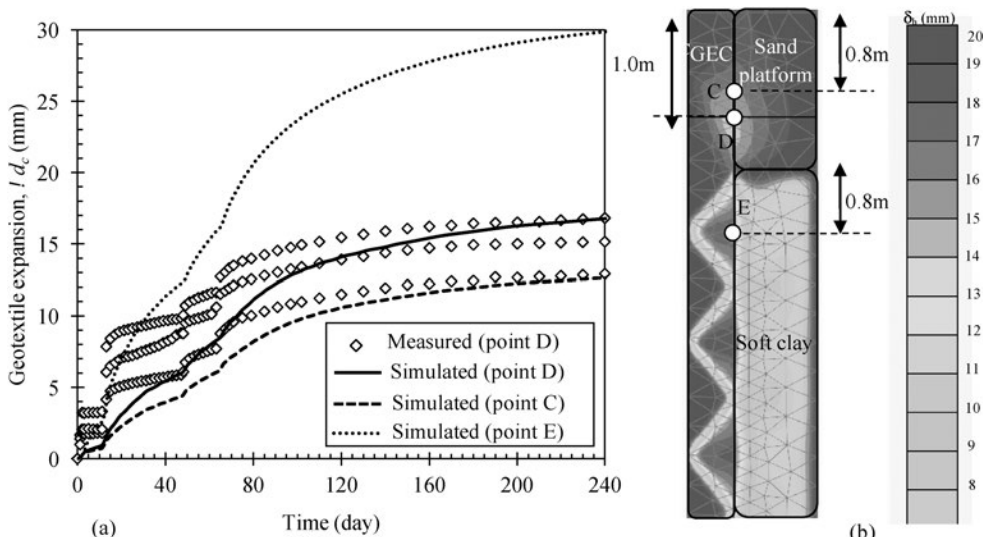 30
25
20
15
10
5
0
Geotextile expansion, ! d_c (mm)
0 40 80 120 160 200 240
Time (day)
(a)
Measured (point D)
Simulated (point D)
Simulated (point C)
Simulated (point E)
1.0m
GEC
Sand
platform
0.8m
C
D
E
0.8m
Soft clay
(b)
δh (mm)
20
19
18
17
16
15
14
13
12
11
10
9
8